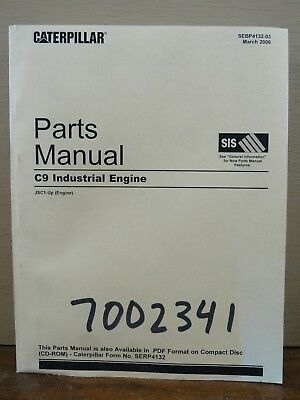 CATERPILLAR®
SEBP4132-03
March 2006
Parts
Manual
SIS
See "General Information"
for New Parts Manual
Features
C9 Industrial Engine
JSC1-Up (Engine)
7002341
This Parts Manual is also Available in .PDF Format on Compact Disc
(CD-ROM) - Caterpillar Form No. SERP4132